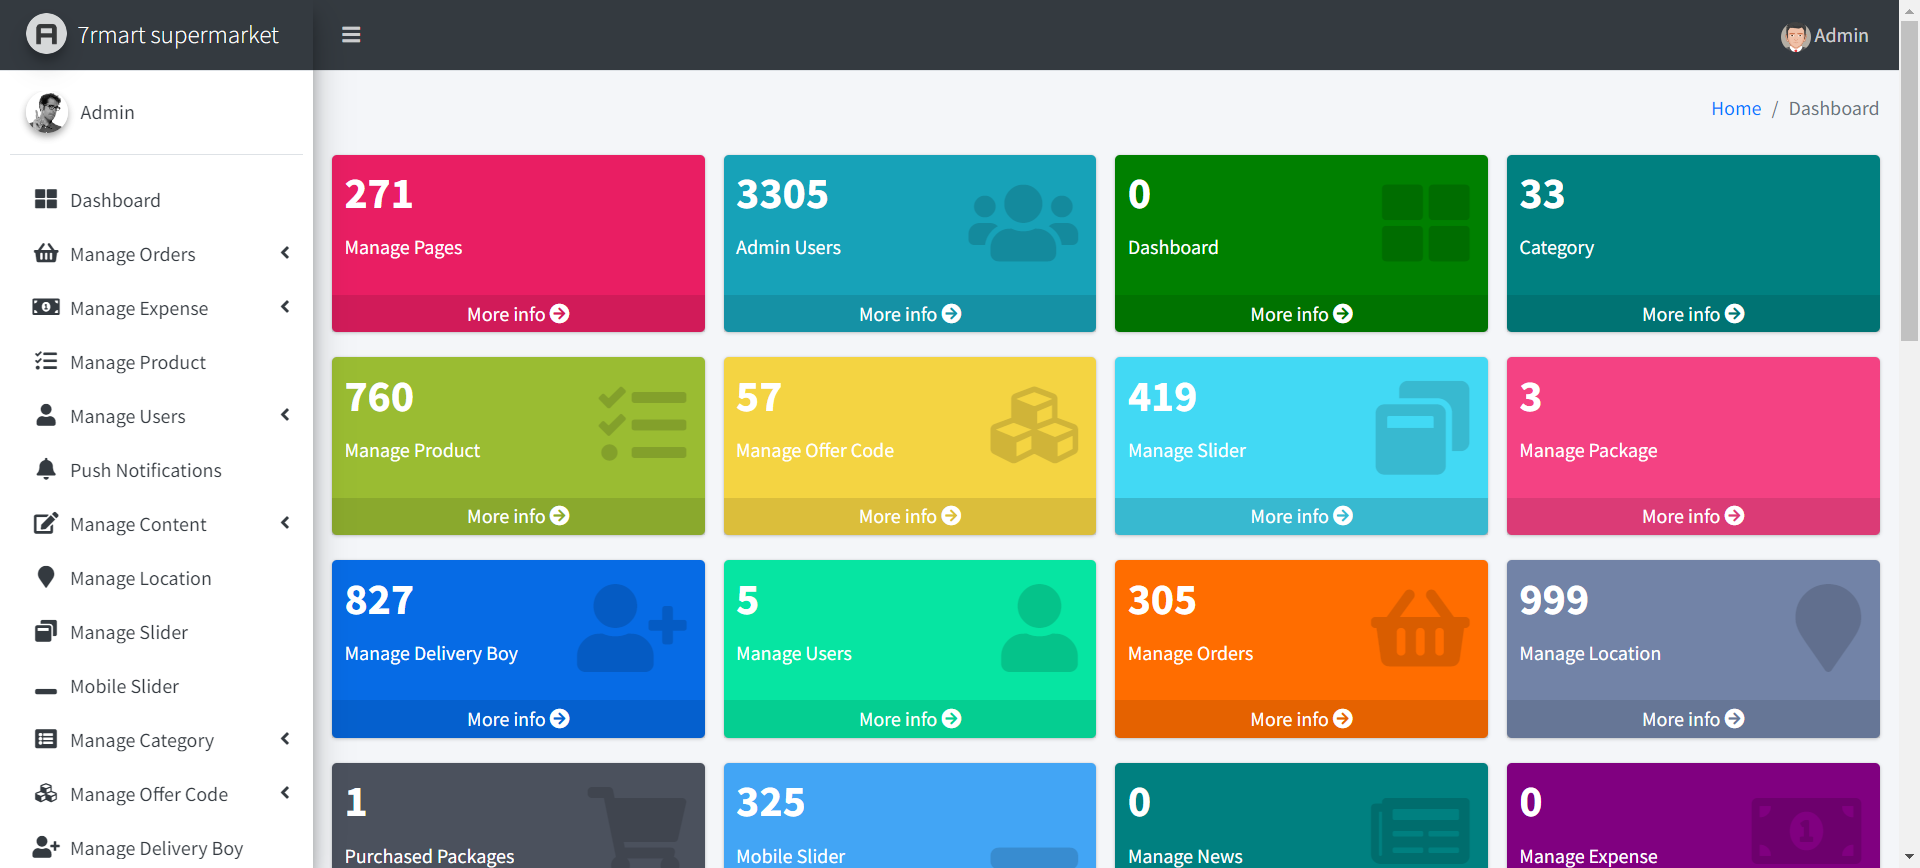 7rmart supermarket
Admin
Admin
Home / Dashboard
Dashboard
Manage Orders
Manage Expense
Manage Product
Manage Users
Push Notifications
Manage Content
Manage Location
Manage Slider
Mobile Slider
Manage Category
Manage Offer Code
Manage Delivery Boy
271
Manage Pages
More info
3305
Admin Users
More info
0
Dashboard
More info
33
Category
More info
760
Manage Product
More info
57
Manage Offer Code
More info
419
Manage Slider
More info
3
Manage Package
More info
827
Manage Delivery Boy
More info
5
Manage Users
More info
305
Manage Orders
More info
999
Manage Location
More info
1
Purchased Packages
325
Mobile Slider
0
Manage News
0
Manage Expense